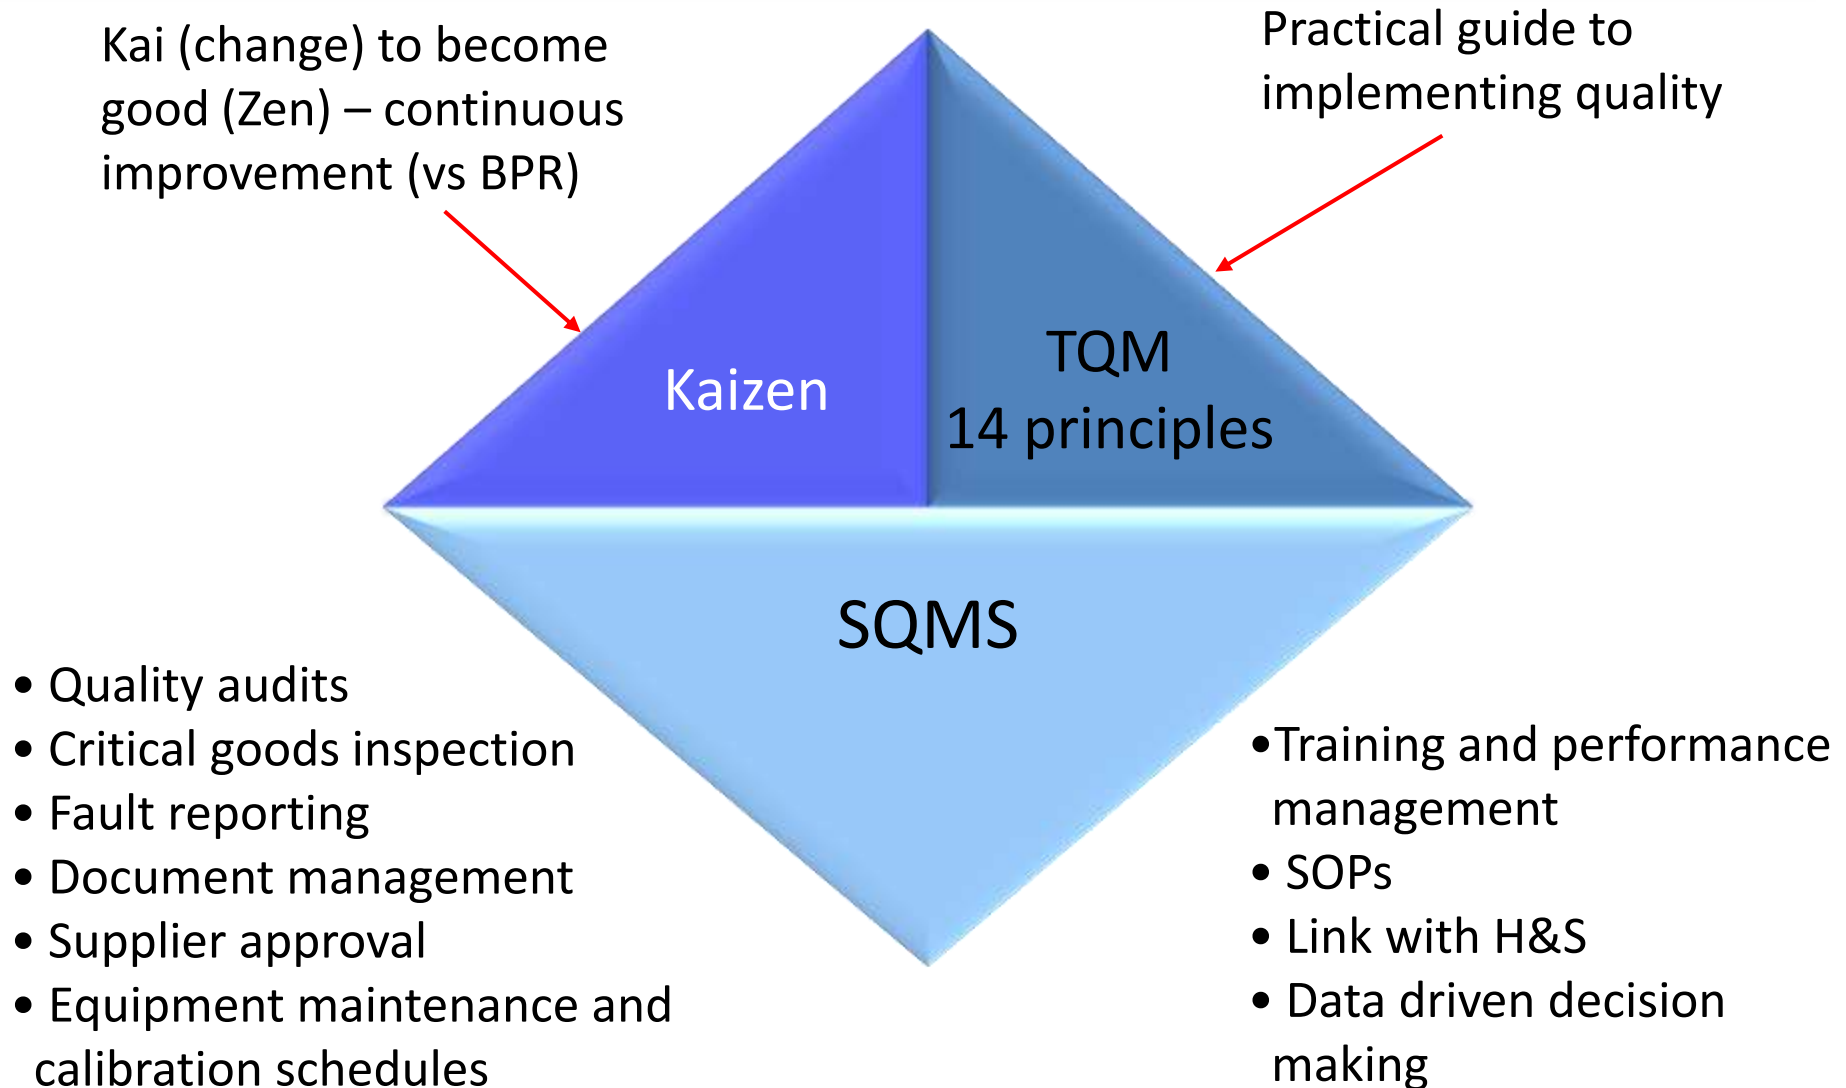 Kai (change) to become
good (Zen) – continuous
improvement (vs BPR)
Practical guide to
implementing quality
Kaizen
TQM
14 principles
SQMS
• Quality audits
• Critical goods inspection
• Fault reporting
• Document management
• Supplier approval
• Equipment maintenance and
calibration schedules
•Training and performance
management
• SOPs
• Link with H&S
• Data driven decision
making